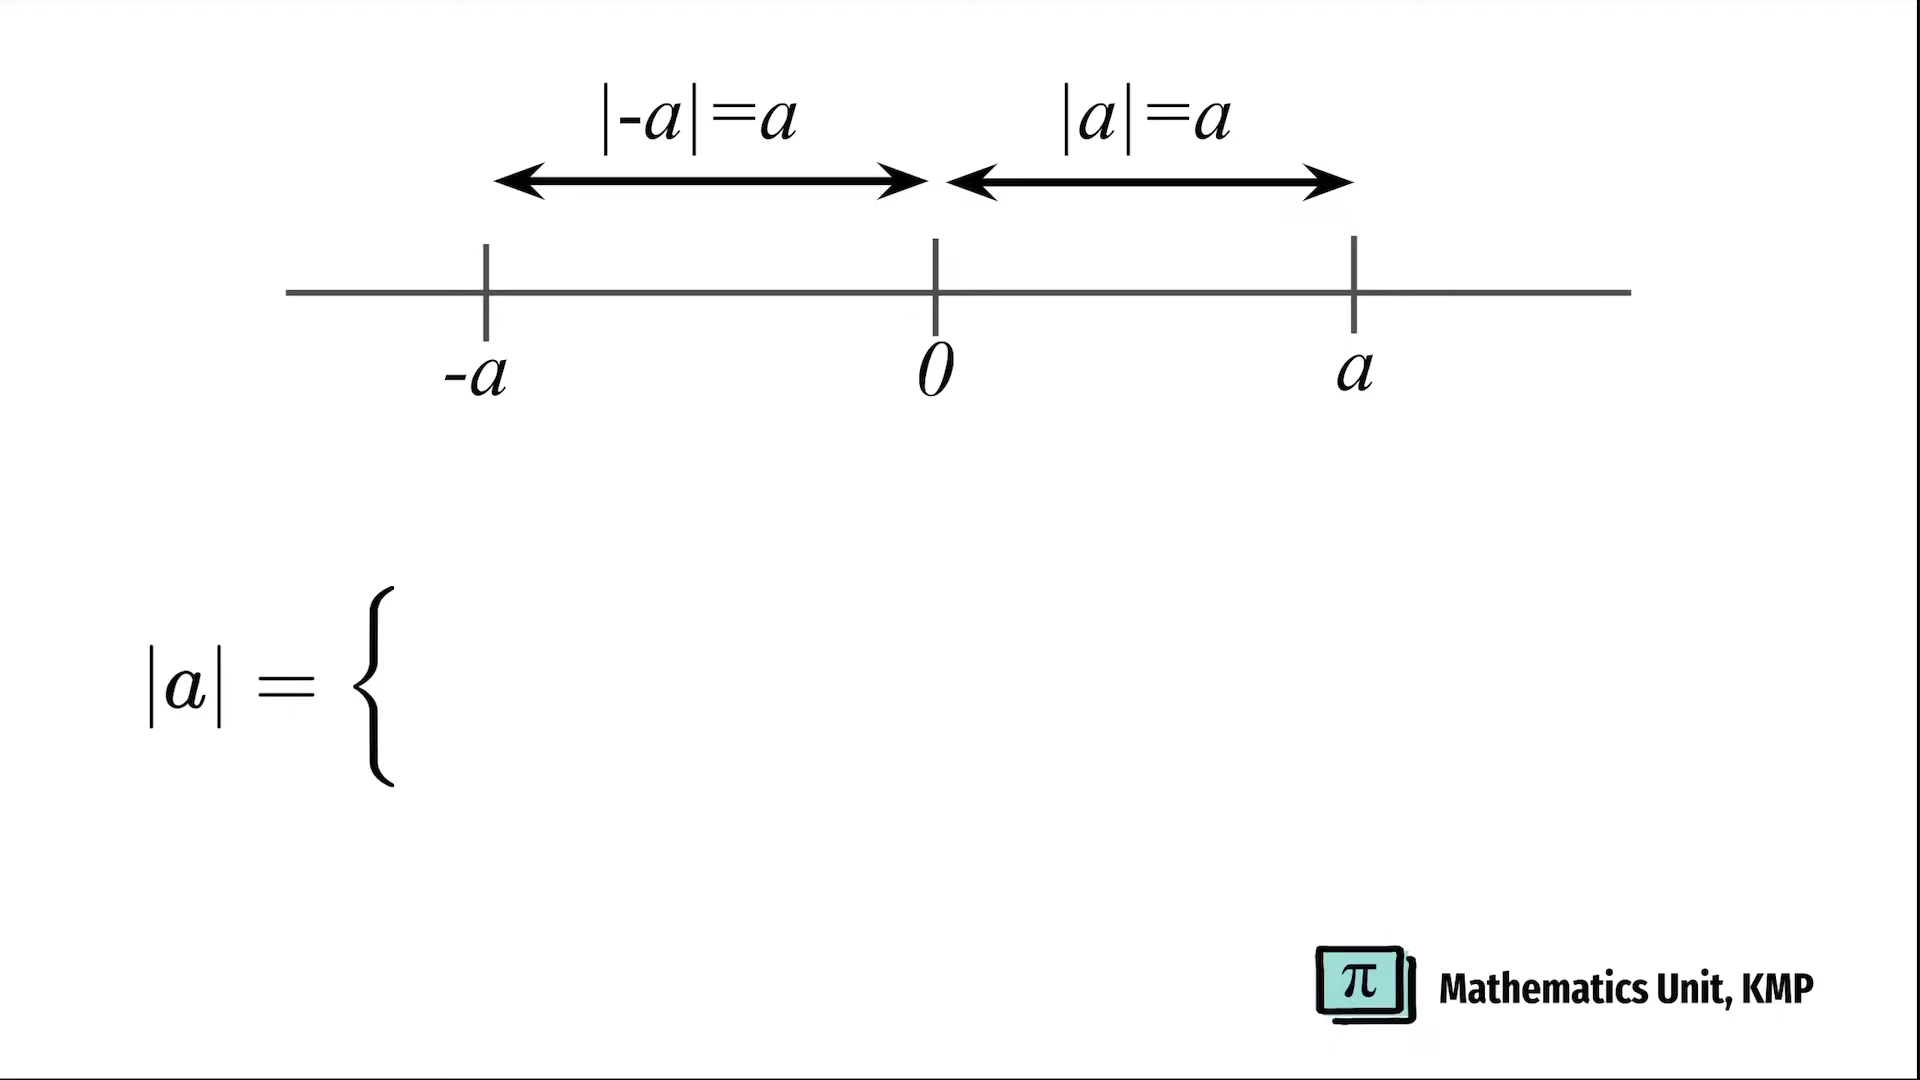 |-a|=a |a|=a
-a 0 a
|a| = {
π Mathematics Unit, KMP